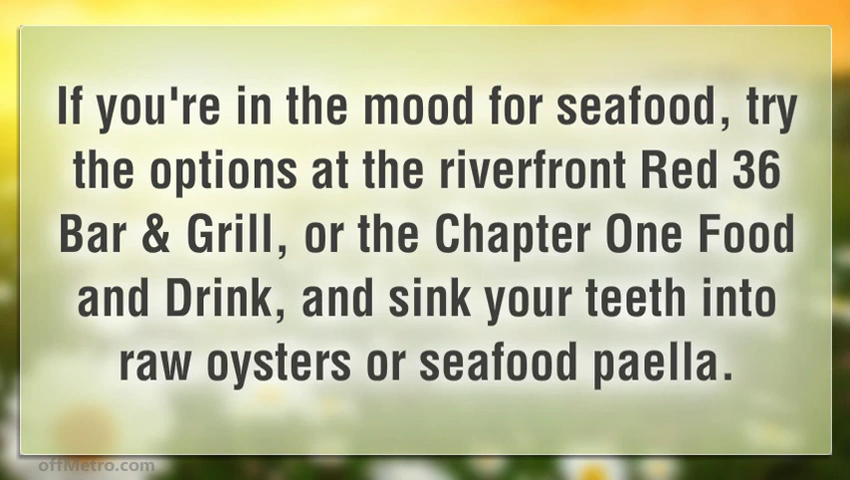 If you're in the mood for seafood, try
the options at the riverfront Red 36
Bar & Grill, or the Chapter One Food
and Drink, and sink your teeth into
raw oysters or seafood paella.
offMetro.com